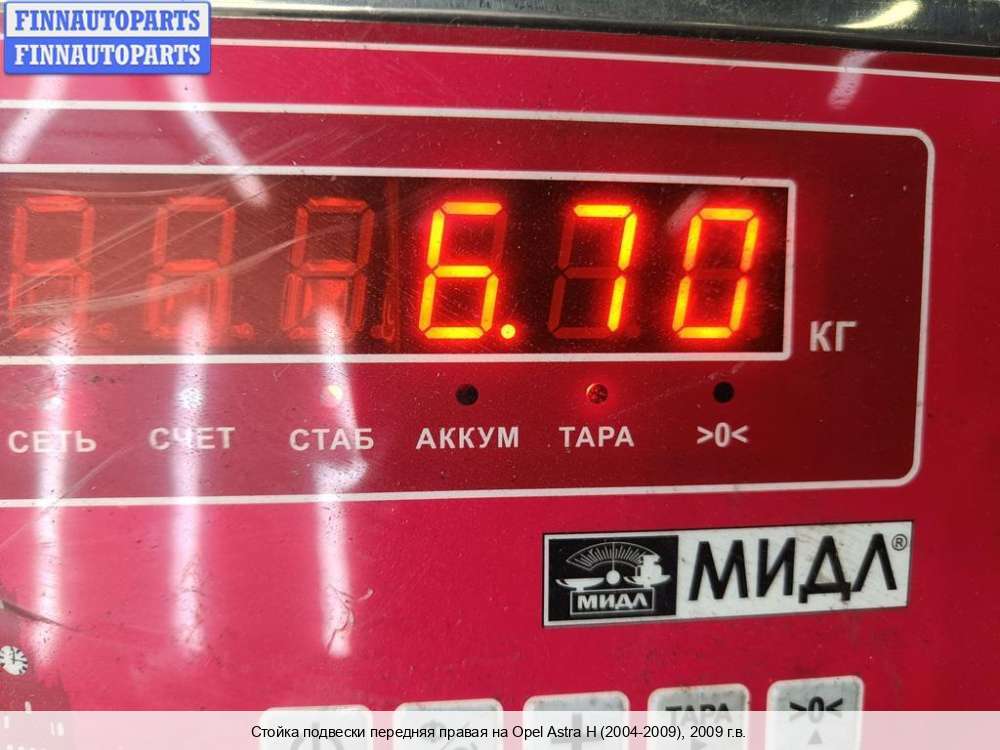 FINNAUTOPARTS
FINNAUTOPARTS
6.70
КГ
СЕТЬ СЧЕТ СТАБ АККУМ ТАРА >0<
МИДЛ МИДЛ®
ТАРА >0<
Стойка подвески передняя правая на Opel Astra H (2004-2009), 2009 г.в.